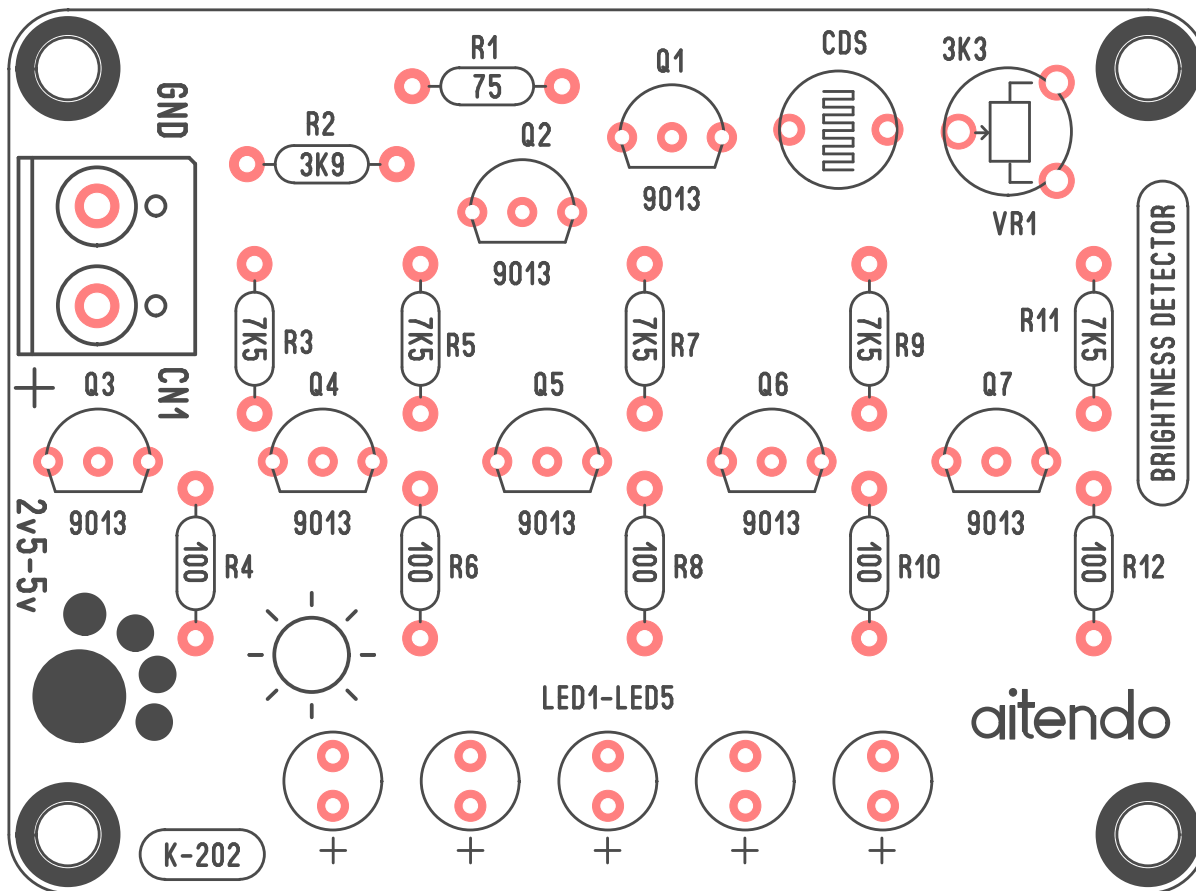 R1
75
Q1
CDS
3K3
GND
R2
3K9
Q2
9013
VR1
9013
BRIGHTNESS DETECTOR
7K5
R3
7K5
R5
7K5
R7
7K5
R9
R11
7K5
+
CN1
Q3
Q4
Q5
Q6
Q7
2v5-5v
9013
9013
9013
9013
9013
100
R4
100
R6
100
R8
100
R10
100
R12
LED1-LED5
aitendo
K-202
+ + + + +